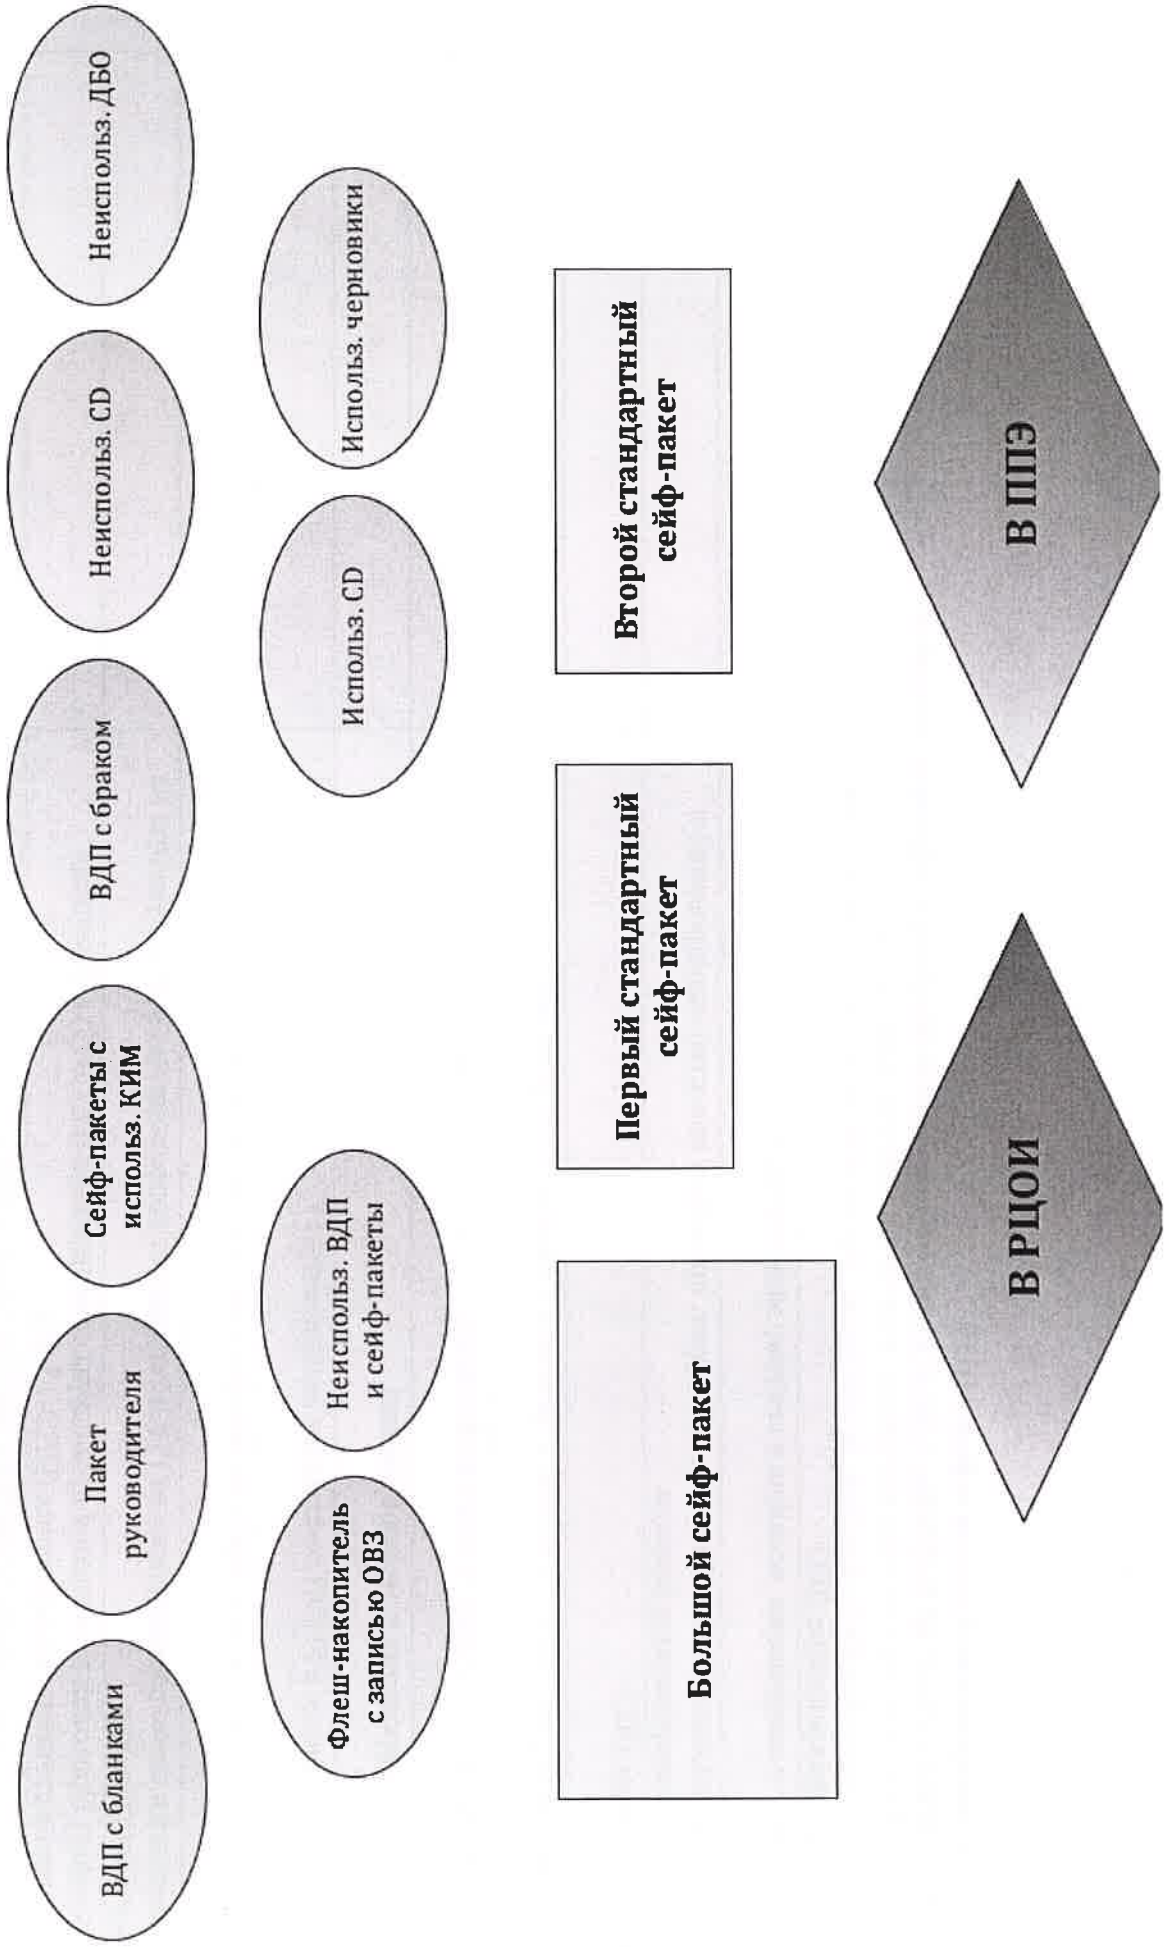 ВДП с бланками
Пакет
руководителя
Сейф-пакеты с
использ. КИМ
ВДП с браком
Неиспольз. CD
Неиспольз. ДБО
Флеш-накопитель
с записью ОВЗ
Неиспольз. ВДП
и сейф-пакеты
Использ. CD
Использ. черновики
Большой сейф-пакет
Первый стандартный
сейф-пакет
Второй стандартный
сейф-пакет
В РЦОИ
В ППЭ